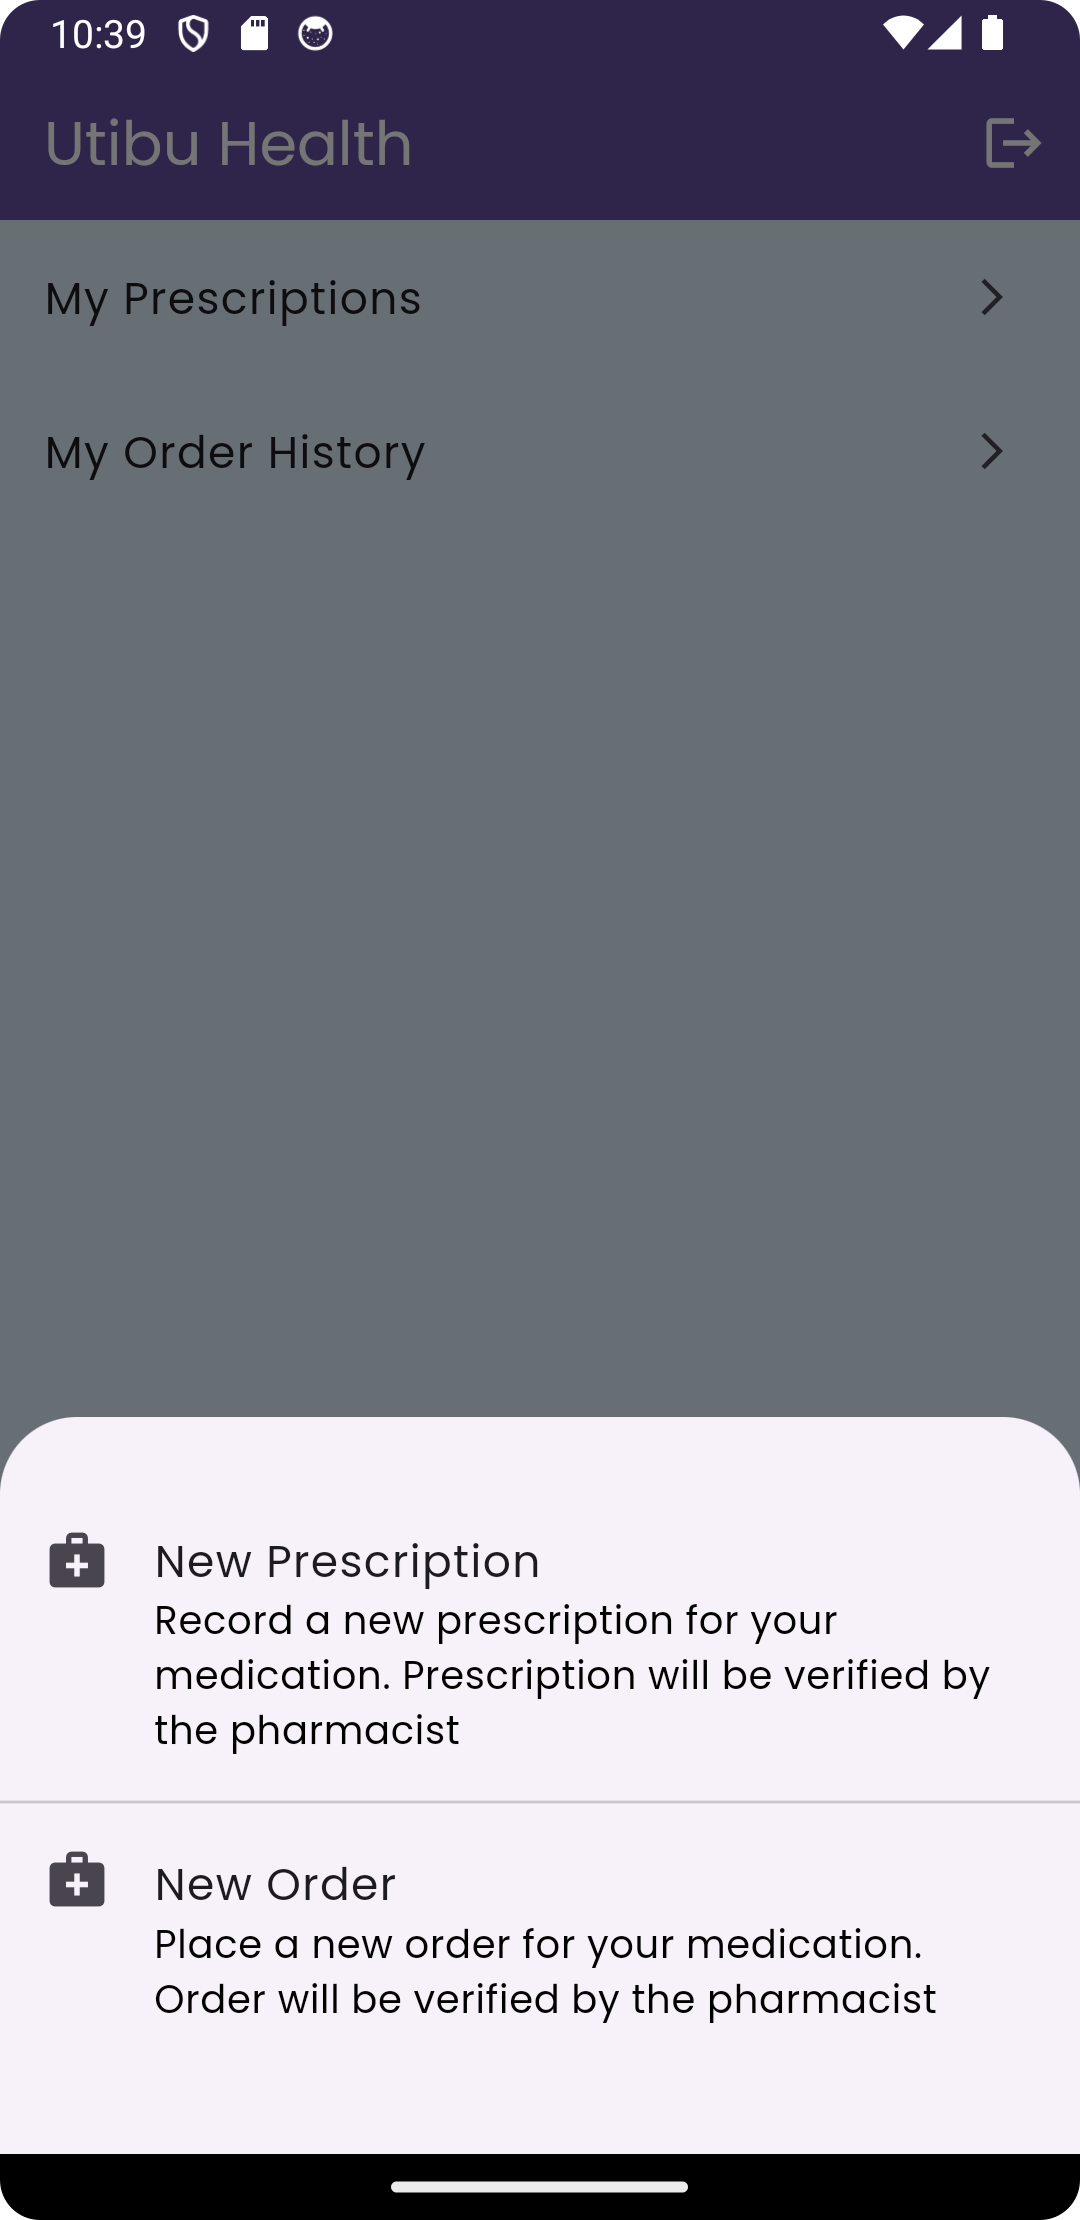 10:39
Utibu Health
My Prescriptions
My Order History
New Prescription
Record a new prescription for your
medication. Prescription will be verified by
the pharmacist
New Order
Place a new order for your medication.
Order will be verified by the pharmacist